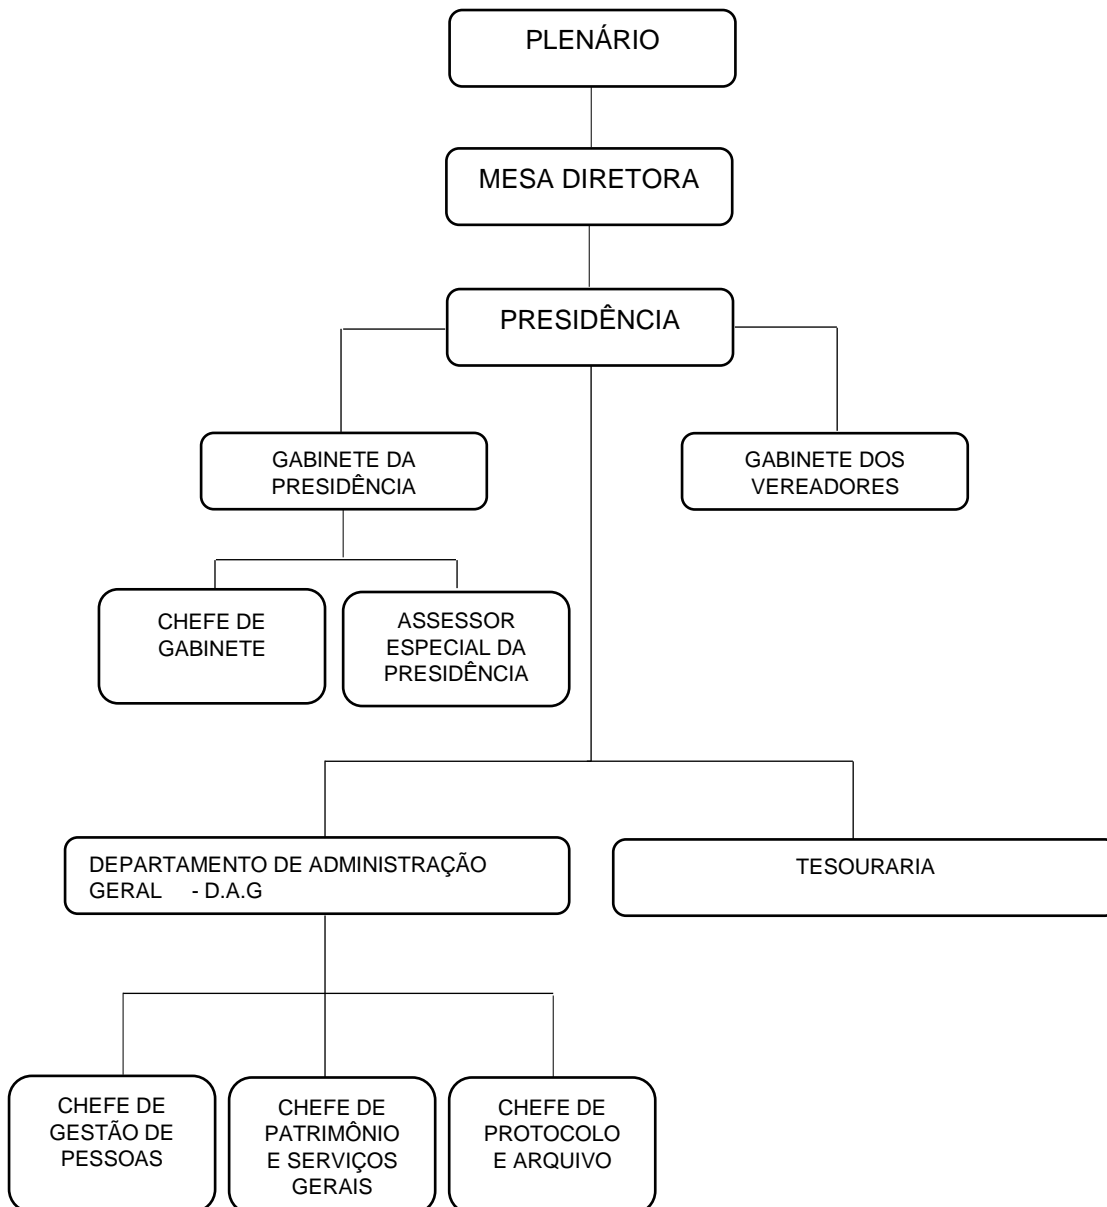 PLENÁRIO
MESA DIRETORA
PRESIDÊNCIA
GABINETE DA
PRESIDÊNCIA
GABINETE DOS
VEREADORES
CHEFE DE
GABINETE
ASSESSOR
ESPECIAL DA
PRESIDÊNCIA
DEPARTAMENTO DE ADMINISTRAÇÃO
GERAL - D.A.G
TESOURARIA
CHEFE DE
GESTÃO DE
PESSOAS
CHEFE DE
PATRIMÔNIO
E SERVIÇOS
GERAIS
CHEFE DE
PROTOCOLO
E ARQUIVO